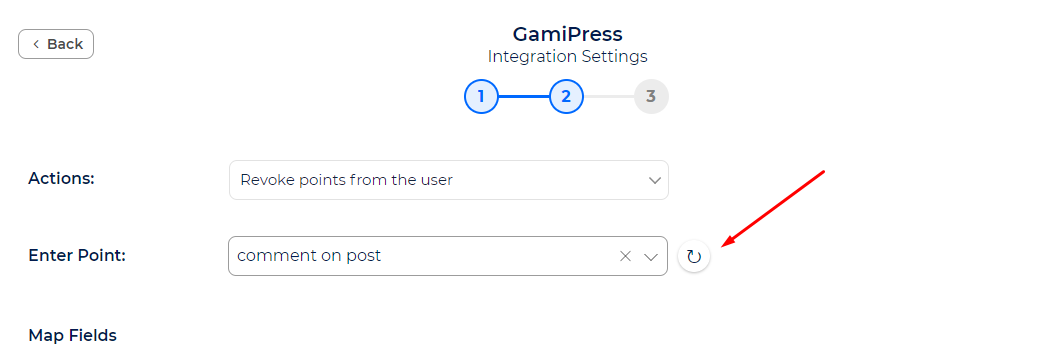 GamiPress
Back
Integration Settings
1 2 3
Actions: Revoke points from the user
Enter Point: comment on post
Map Fields